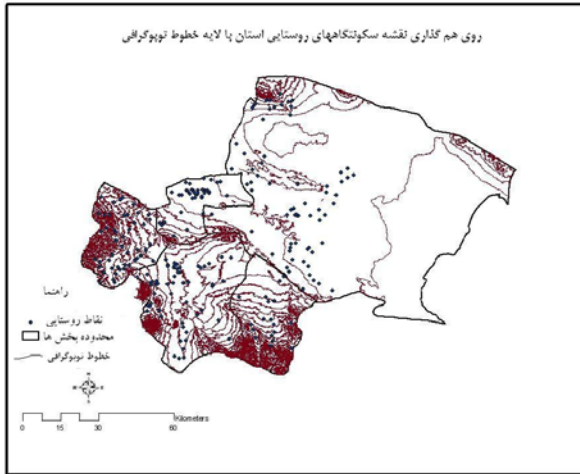 روی هم گذاری نقشه سکونتگاههای روستایی استان با لایه خطوط توپوگرافی
راهنما
نقاط روستایی
محدوده بخش ها
خطوط توپوگرافی
N
W E
S
Kilometers
0 15 30 60